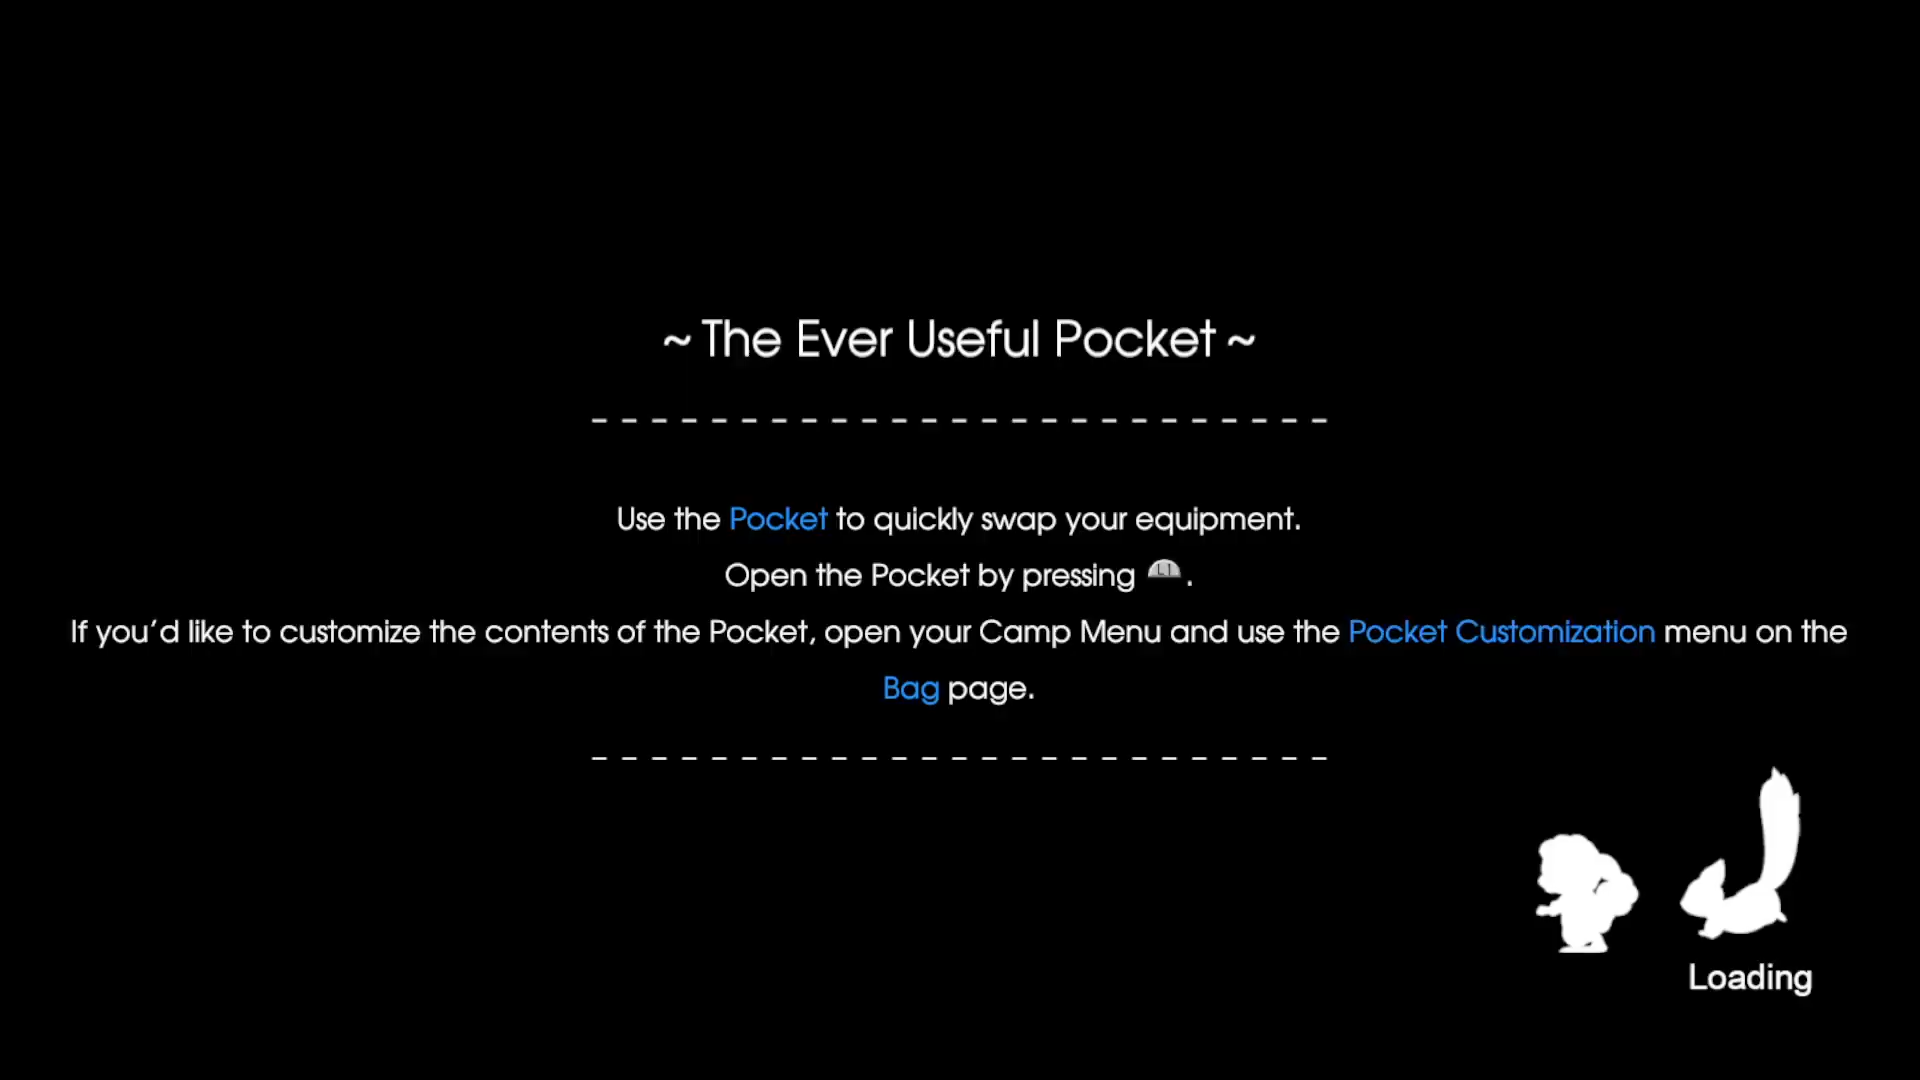 ~ The Ever Useful Pocket ~
- - - - - - - - - - - - - - - - - - - - - - - - -
Use the Pocket to quickly swap your equipment.
Open the Pocket by pressing L1.
If you’d like to customize the contents of the Pocket, open your Camp Menu and use the Pocket Customization menu on the
Bag page.
- - - - - - - - - - - - - - - - - - - - - - - - -
Loading